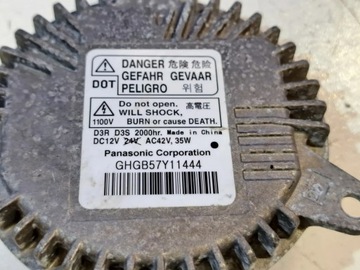 DANGER 危険 危险
GEFAHR GEVAAR
PELIGRO 위험
DOT
Do not open. 高電圧
WILL SHOCK,
1100V BURN or cause DEATH.
D3R D3S 2000hr. Made in China
DC12V 24V AC42V, 35W
Panasonic Corporation
GHGB57Y11444